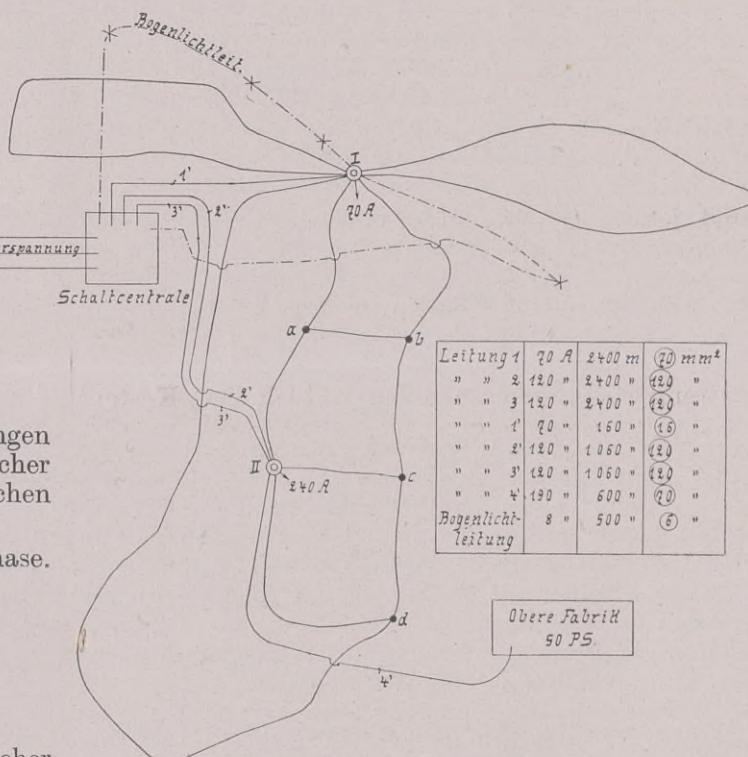 Bogenlichtleit.
I
1'
70 A
3'
2'
rspannung
Schaltcentrale
a
b
Leitung 1 70 A 2400 m 70 mm²
" " 2 120 " 2400 " 120 "
" " 3 120 " 2400 " 120 "
" " 1' 70 " 160 " 16 "
" " 2' 120 " 1060 " 120 "
" " 3' 120 " 1060 " 120 "
" " 4' 190 " 600 " 70 "
Bogenlicht- 8 " 500 " 6 "
leitung
2'
3'
ngen
cher
chen
II
240 A
c
nase.
d
Obere Fabrik
90 PS.
4'